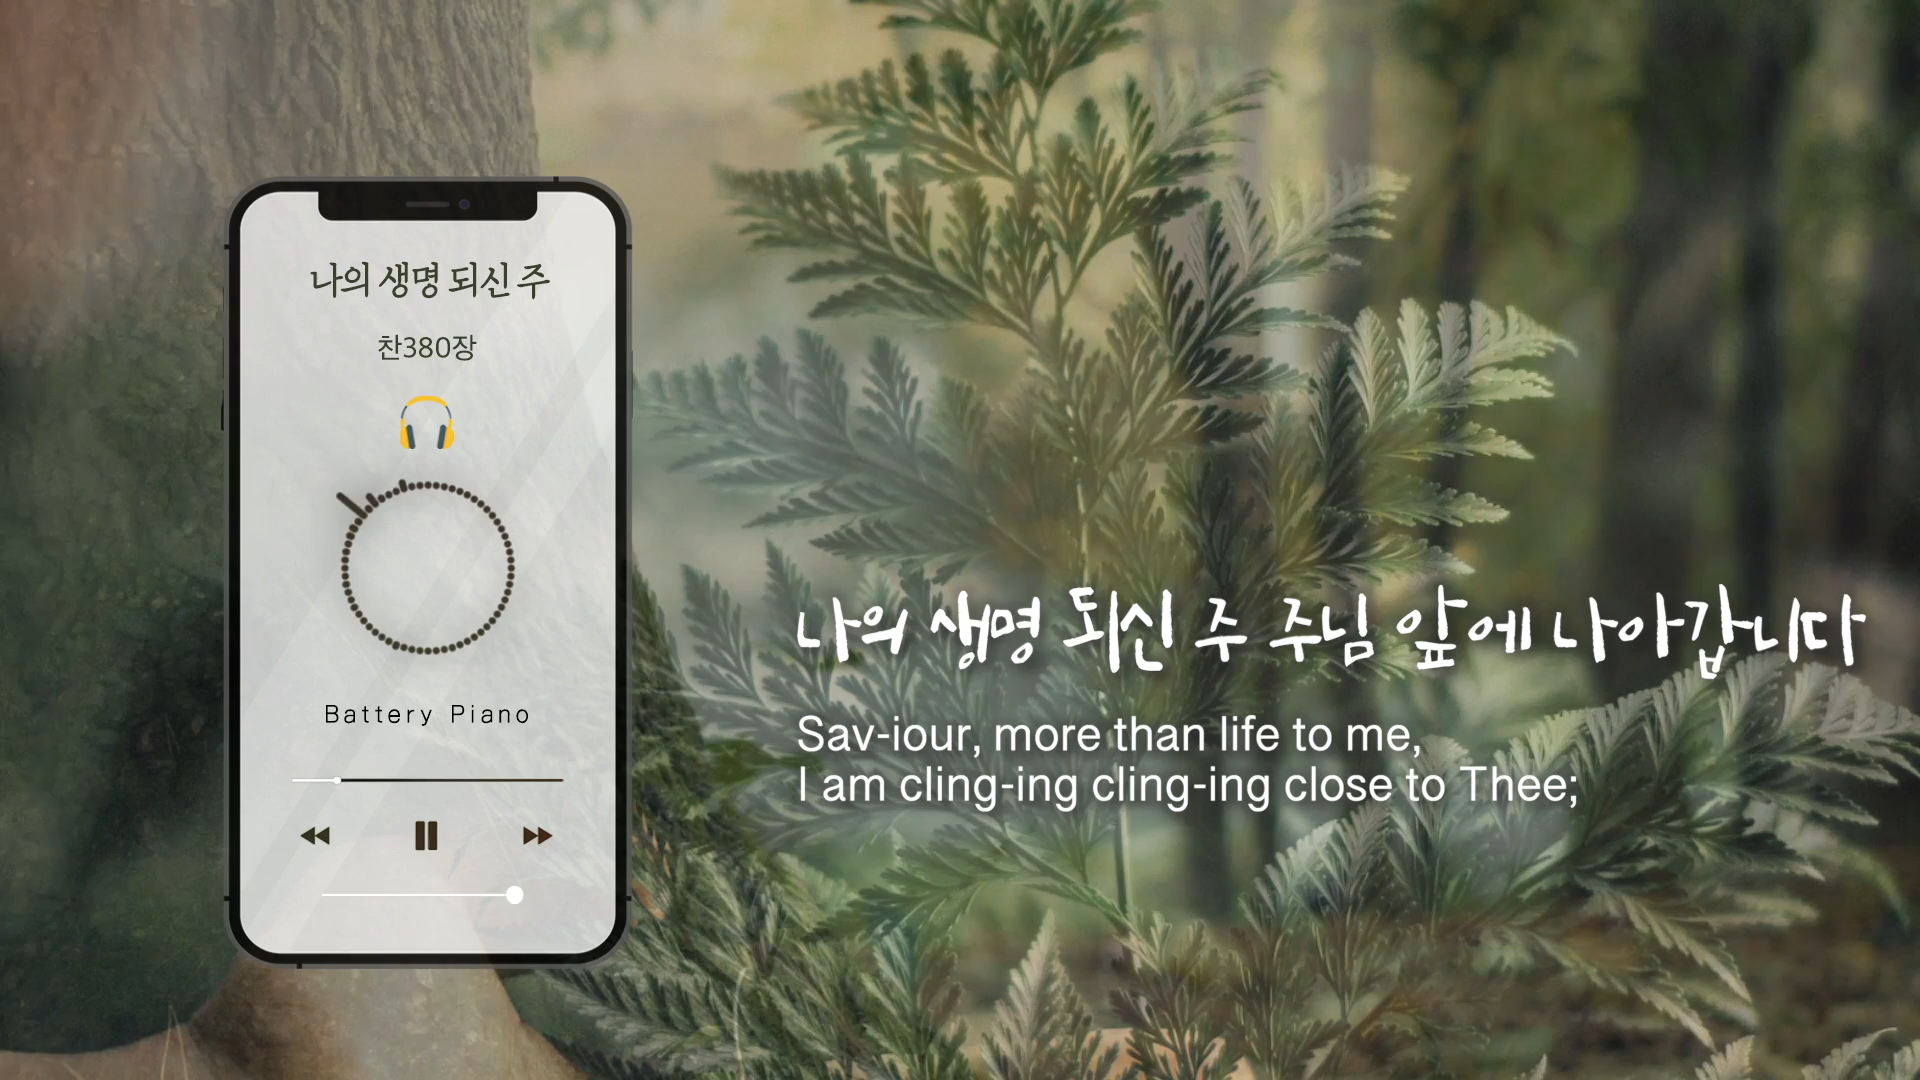 나의 생명 되신 주
찬380장
Battery Piano
나의 생명 되신 주 주님 앞에 나아갑니다
Sav-iour, more than life to me,
I am cling-ing cling-ing close to Thee;